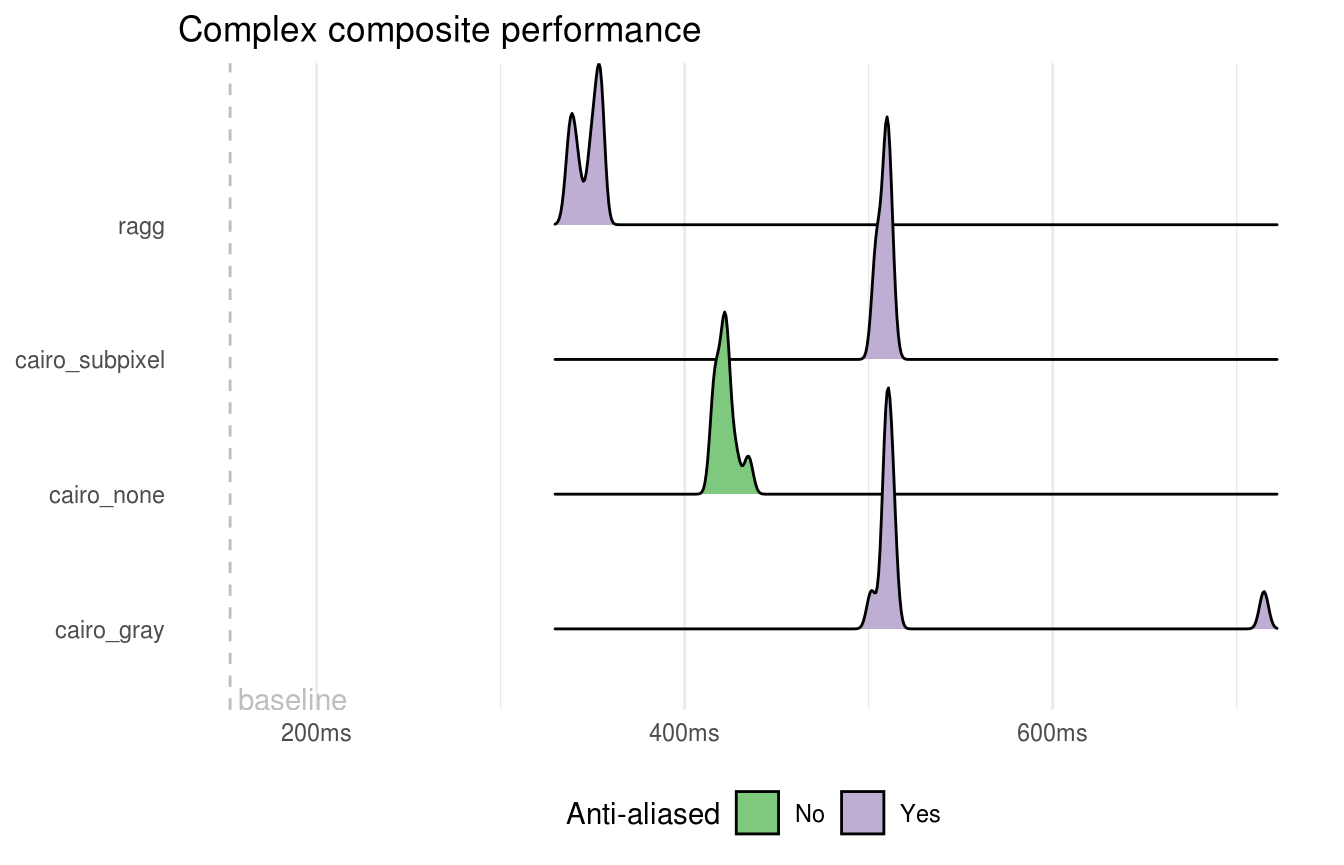 Complex composite performance
ragg
cairo_subpixel
cairo_none
cairo_gray
baseline
200ms 400ms 600ms
Anti-aliased No Yes